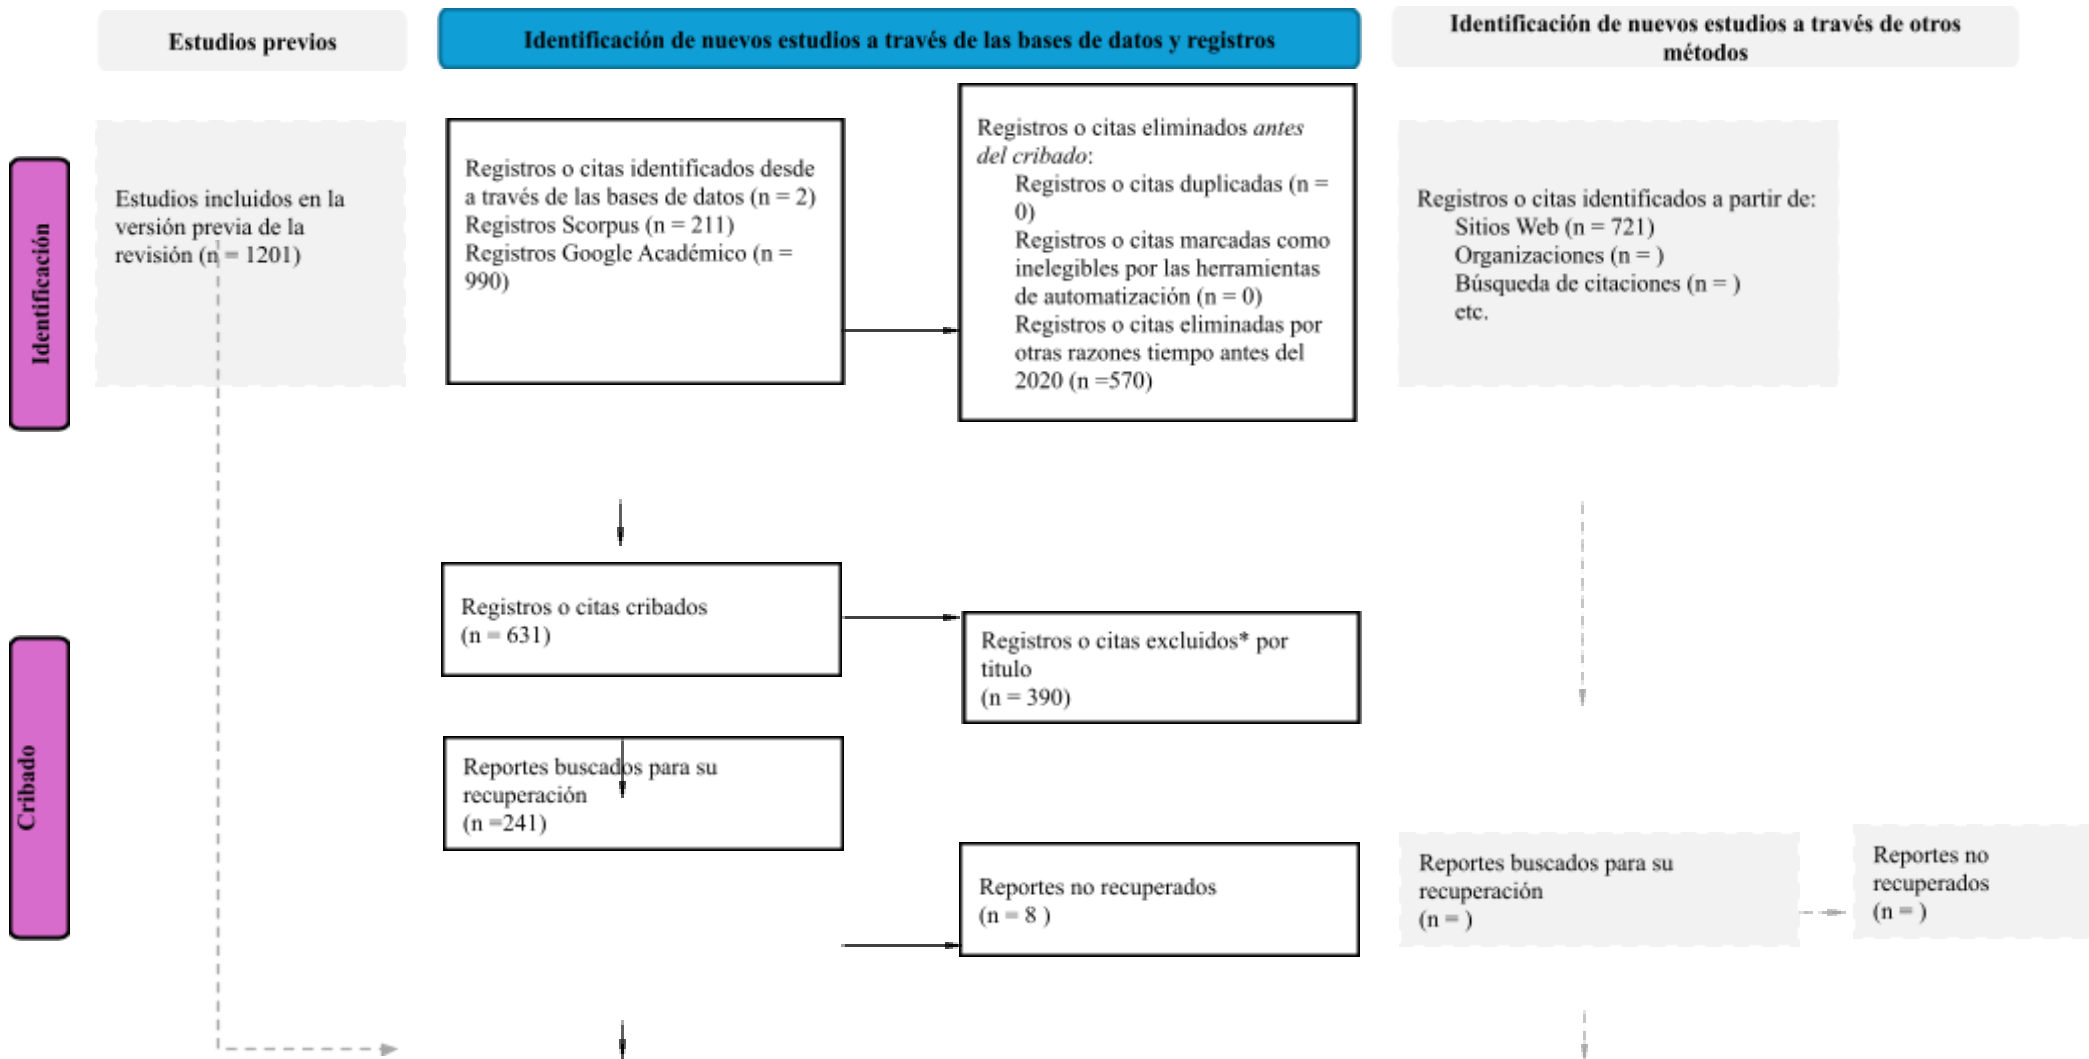 Estudios previos
Identificación de nuevos estudios a través de las bases de datos y registros
Identificación de nuevos estudios a través de otros
métodos
Identificación
Estudios incluidos en la
versión previa de la
revisión (n = 1201)
Registros o citas identificados desde
a través de las bases de datos (n = 2)
Registros Scorpus (n = 211)
Registros Google Académico (n =
990)
Registros o citas eliminados antes
del cribado:
Registros o citas duplicadas (n =
0)
Registros o citas marcadas como
inelegibles por las herramientas
de automatización (n = 0)
Registros o citas eliminadas por
otras razones tiempo antes del
2020 (n =570)
Registros o citas identificados a partir de:
Sitios Web (n = 721)
Organizaciones (n = )
Búsqueda de citaciones (n = )
etc.
Cribado
Registros o citas cribados
(n = 631)
Registros o citas excluidos* por
titulo
(n = 390)
Reportes buscados para su
recuperación
(n =241)
Reportes no recuperados
(n = 8 )
Reportes buscados para su
recuperación
(n = )
Reportes no
recuperados
(n = )